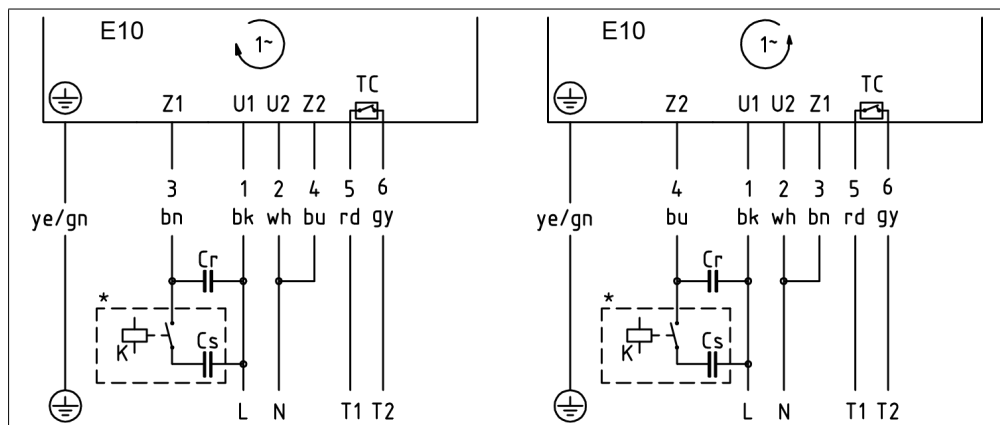 E10 1~ E10 1~
TC TC
Z1 U1 U2 Z2 Z2 U1 U2 Z1
3 1 2 4 5 6 4 1 2 3 5 6
ye/gn bn bk wh bu rd gy ye/gn bu bk wh bn rd gy
Cr Cr
* *
K Cs K Cs
L N T1 T2 L N T1 T2